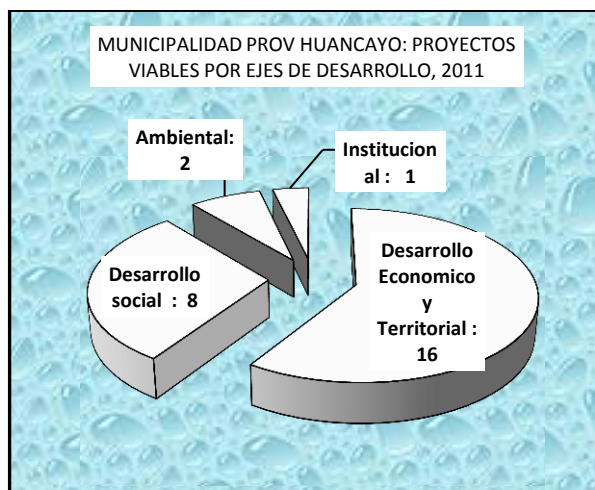 MUNICIPALIDAD PROV HUANCAYO: PROYECTOS
VIABLES POR EJES DE DESARROLLO, 2011
Ambiental:
2
Institucion
al : 1
Desarrollo
social : 8
Desarrollo
Economico
y
Territorial :
16